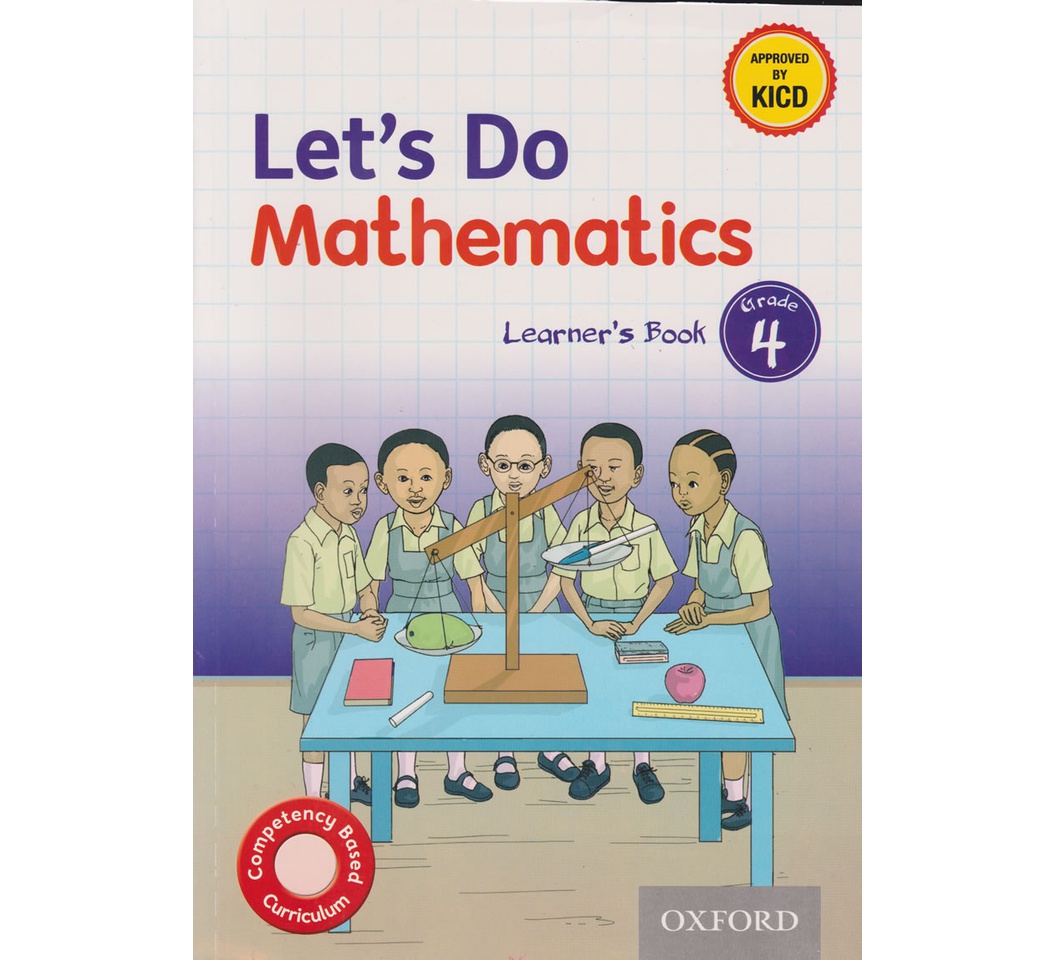 APPROVED
BY
KICD
Let's Do
Mathematics
Learner's Book
Grade
4
Competency Based
Curriculum
OXFORD